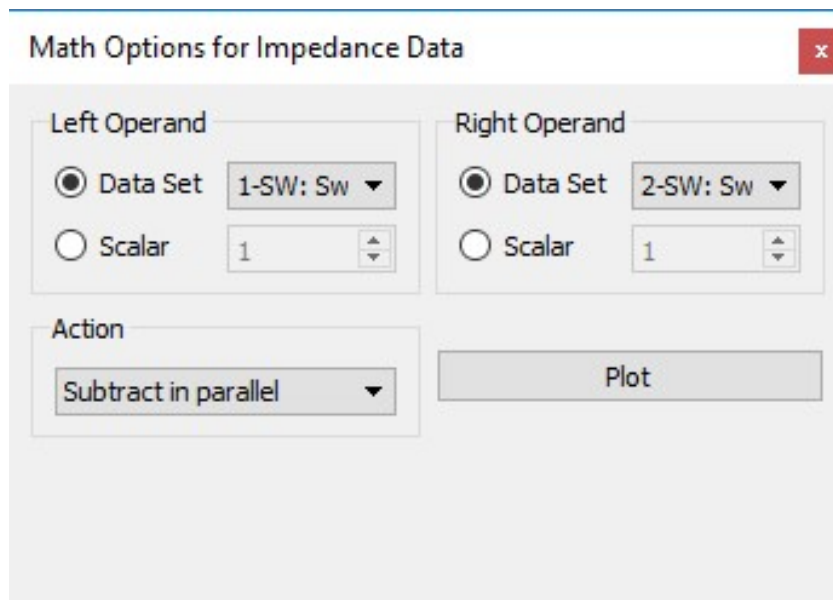 Math Options for Impedance Data
x
Left Operand
Data Set 1-SW: Sw
Scalar 1
Right Operand
Data Set 2-SW: Sw
Scalar 1
Action
Subtract in parallel
Plot